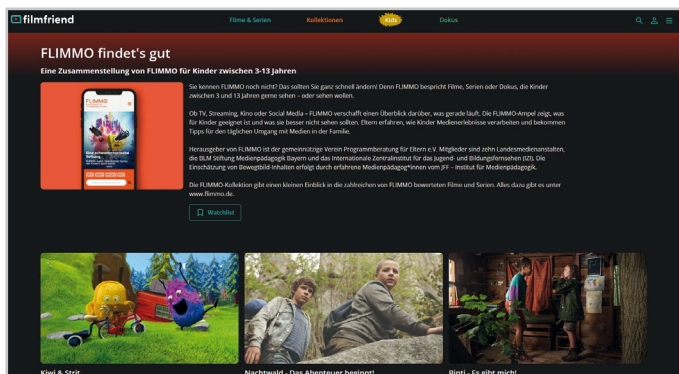 filmfriend
Filme & Serien
Kollektionen
Kids
Dokus
FLIMMO findet's gut
Eine Zusammenstellung von FLIMMO für Kinder zwischen 3-13 Jahren
FLIMMO
Sie kennen FLIMMO noch nicht? Das sollten Sie ganz schnell ändern! Denn FLIMMO bespricht Filme, Serien oder Doku, die Kinder
zwischen 3 und 13 Jahren gerne sehen – oder sehen wollen.
Ob TV, Streaming, Kino oder Social Media – FLIMMO verschafft einen Überblick darüber, was gerade läuft. Die FLIMMO-Ampel zeigt, was
für Kinder geeignet ist und was sie besser nicht sehen sollten. Eltern erfahren, wie Kinder Medienerlebnisse verarbeiten und bekommen
Tipps für den täglichen Umgang mit Medien in der Familie.
Herausgeber von FLIMMO ist der gemeinnützige Verein Programmberatung für Eltern e.V. Mitglieder sind zehn Landesmedienanstalten,
die BLM Stiftung Medienpädagogik Bayern und das Internationale Zentralinstitut für das Jugend- und Bildungsfernsehen (IZI). Die
Einschätzung von Bewegtbild-Inhalten erfolgt durch erfahrene Medienpädagog*innen vom JFF – Institut für Medienpädagogik.
Die FLIMMO-Kollektion gibt einen kleinen Einblick in die zahlreichen von FLIMMO bewerteten Filme und Serien. Alles dazu gibt es unter
www.flimmo.de.
Watchlist
Kiwi & Strit
Nachtwald - Das Abenteuer beginnt!
Binti - Es gibt mich!